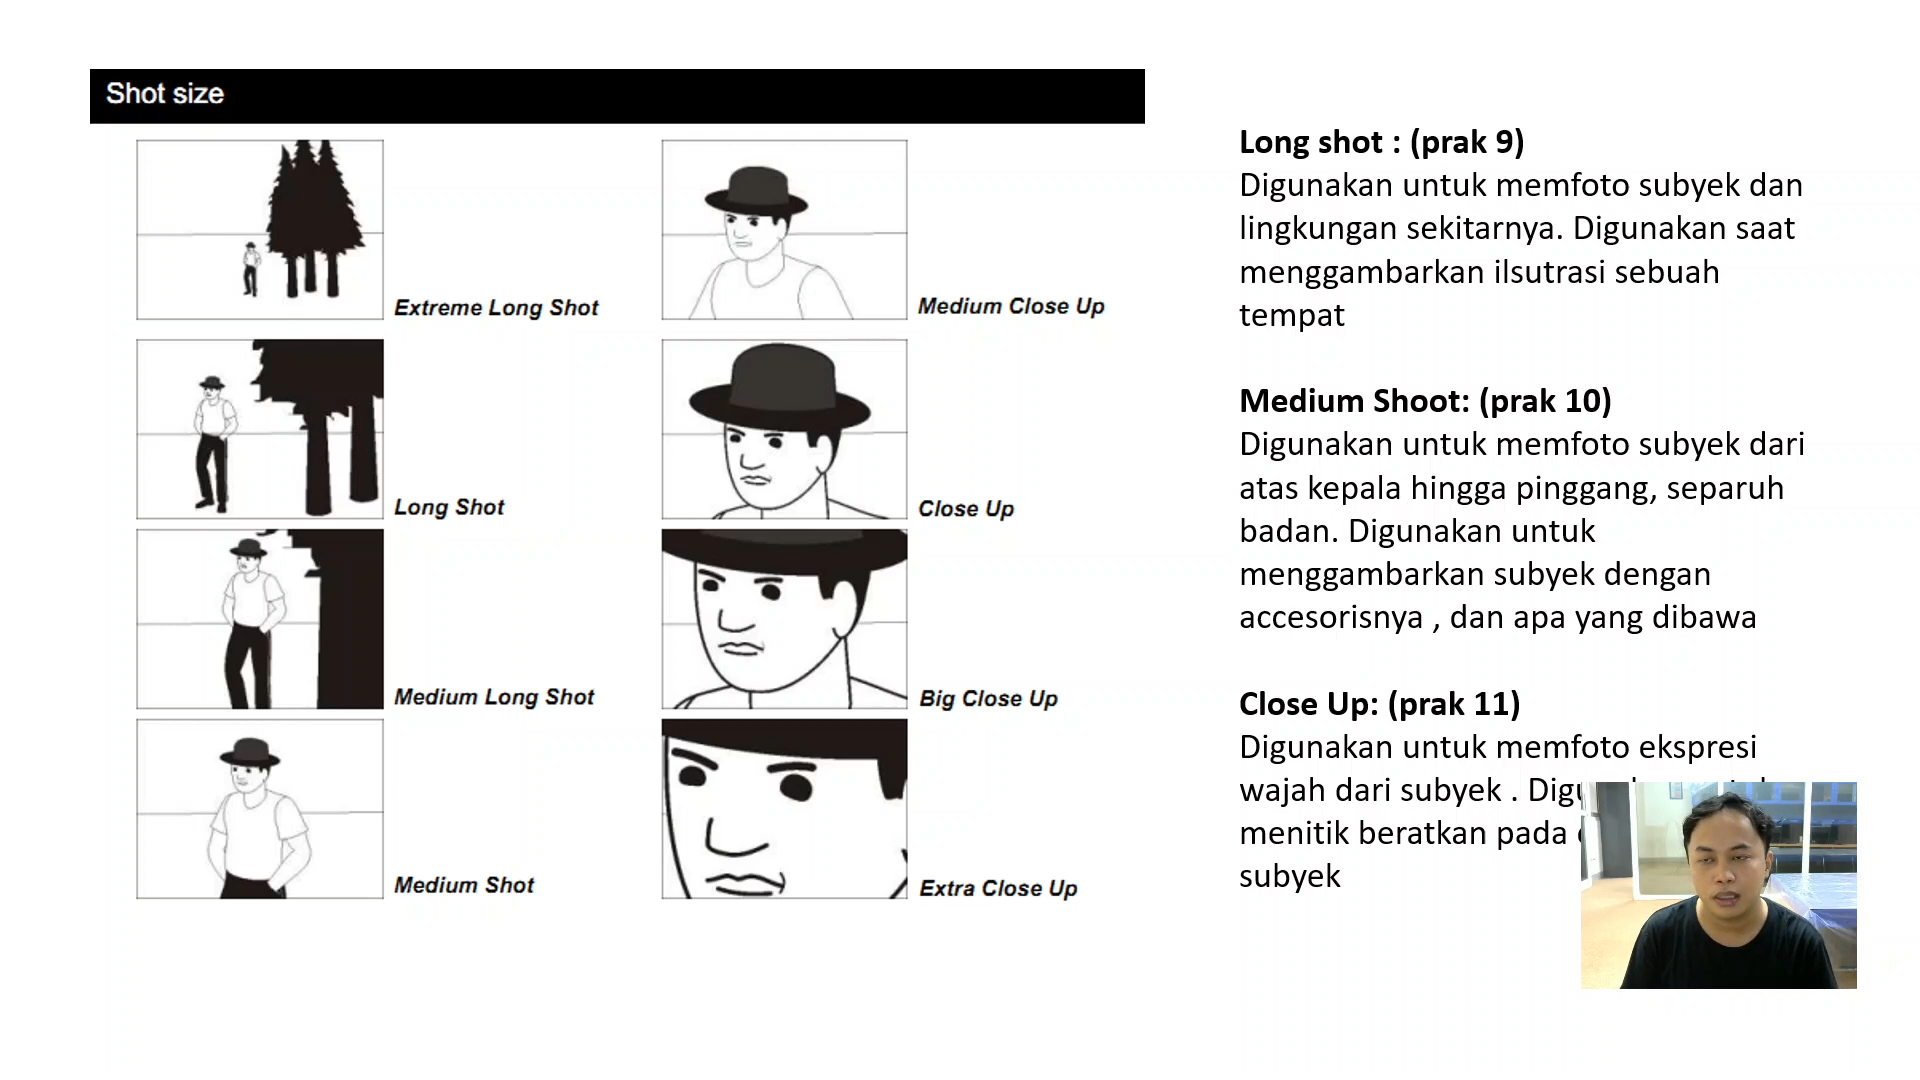 Shot size
Extreme Long Shot
Long Shot
Medium Long Shot
Medium Shot
Medium Close Up
Close Up
Big Close Up
Extra Close Up
Long shot : (prak 9)
Digunakan untuk memfoto subyek dan
lingkungan sekitarnya. Digunakan saat
menggambarkan ilsutrasi sebuah
tempat
Medium Shoot: (prak 10)
Digunakan untuk memfoto subyek dari
atas kepala hingga pinggang, separuh
badan. Digunakan untuk
menggambarkan subyek dengan
accesorisnya , dan apa yang dibawa
Close Up: (prak 11)
Digunakan untuk memfoto ekspresi
wajah dari subyek .
menitik beratkan pada
subyek